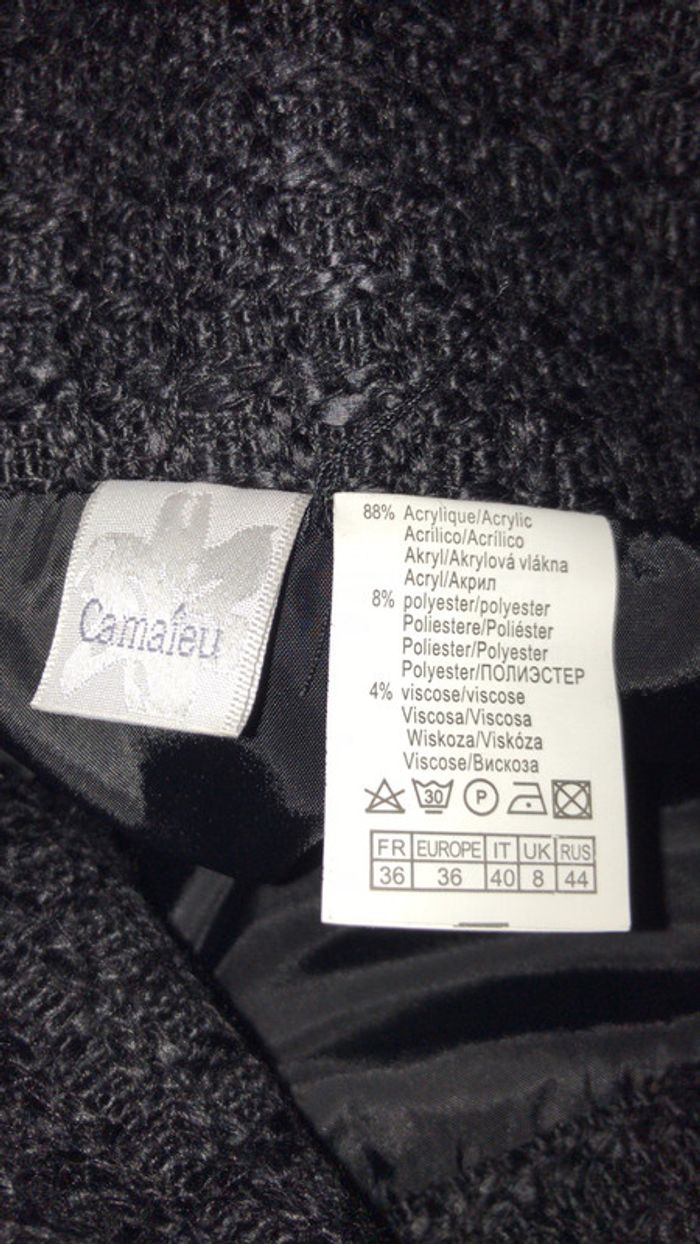 Camaîeu
88% Acrylique/Acrylic
Acrilico/Acrílico
Akryl/Akrylová vlákna
Acryl/Акрил
8% polyester/polyester
Poliestere/Poliéster
Poliester/Polyester
Polyester/ПОЛИЭСТЕР
4% viscose/viscose
Viscosa/Viscosa
Wiskoza/Viskóza
Viscose/Вискоза
30 P
FR EUROPE IT UK RUS
36 36 40 8 44